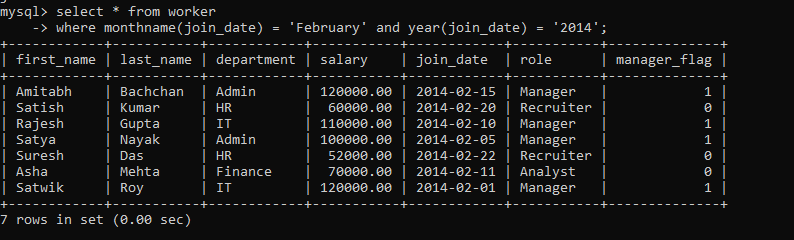 mysql> select * from worker
    -> where monthname(join_date) = 'February' and year(join_date) = '2014';
+------------+-----------+------------+-----------+------------+-----------+--------------+
| first_name | last_name | department | salary    | join_date  | role      | manager_flag |
+------------+-----------+------------+-----------+------------+-----------+--------------+
| Amitabh    | Bachchan  | Admin      | 120000.00 | 2014-02-15 | Manager   |            1 |
| Satish     | Kumar     | HR         |  60000.00 | 2014-02-20 | Recruiter |            0 |
| Rajesh     | Gupta     | IT         | 110000.00 | 2014-02-10 | Manager   |            1 |
| Satya      | Nayak     | Admin      | 100000.00 | 2014-02-05 | Manager   |            1 |
| Suresh     | Das       | HR         |  52000.00 | 2014-02-22 | Recruiter |            0 |
| Asha       | Mehta     | Finance    |  70000.00 | 2014-02-11 | Analyst   |            0 |
| Satwik     | Roy       | IT         | 120000.00 | 2014-02-01 | Manager   |            1 |
+------------+-----------+------------+-----------+------------+-----------+--------------+
7 rows in set (0.00 sec)